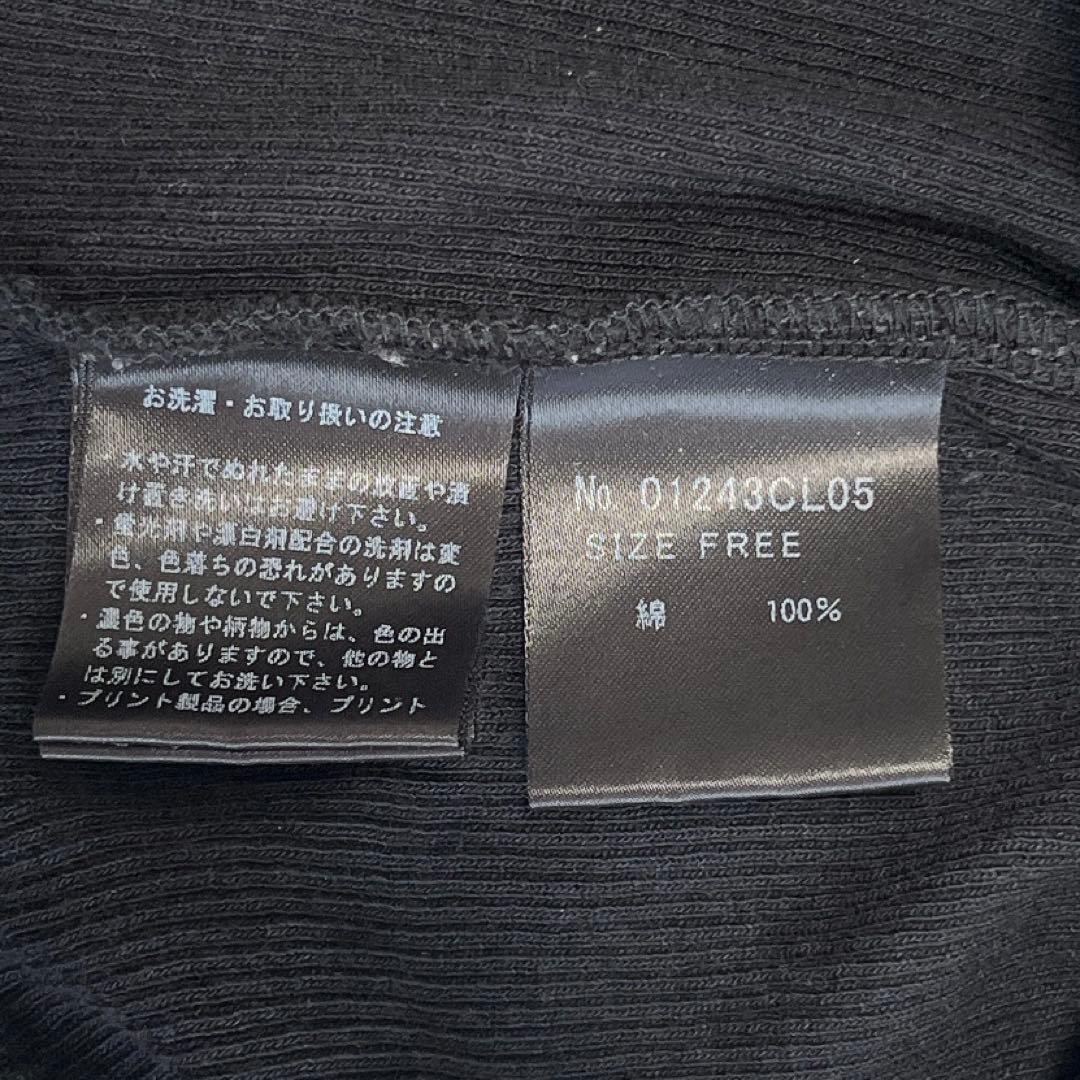 お洗濯・お取り扱いの注意
水や汗でぬれたままの放置や漬
け置き洗いはお避け下さい。
・蛍光剤や漂白剤配合の洗剤は変
色、色落ちの恐れがありますの
で使用しないで下さい。
・濃色の物や柄物からは、色の出
る事がありますので、他の物と
は別にしてお洗い下さい。
・プリント製品の場合、プリント
No. 01243CL05
SIZE FREE
綿 100%